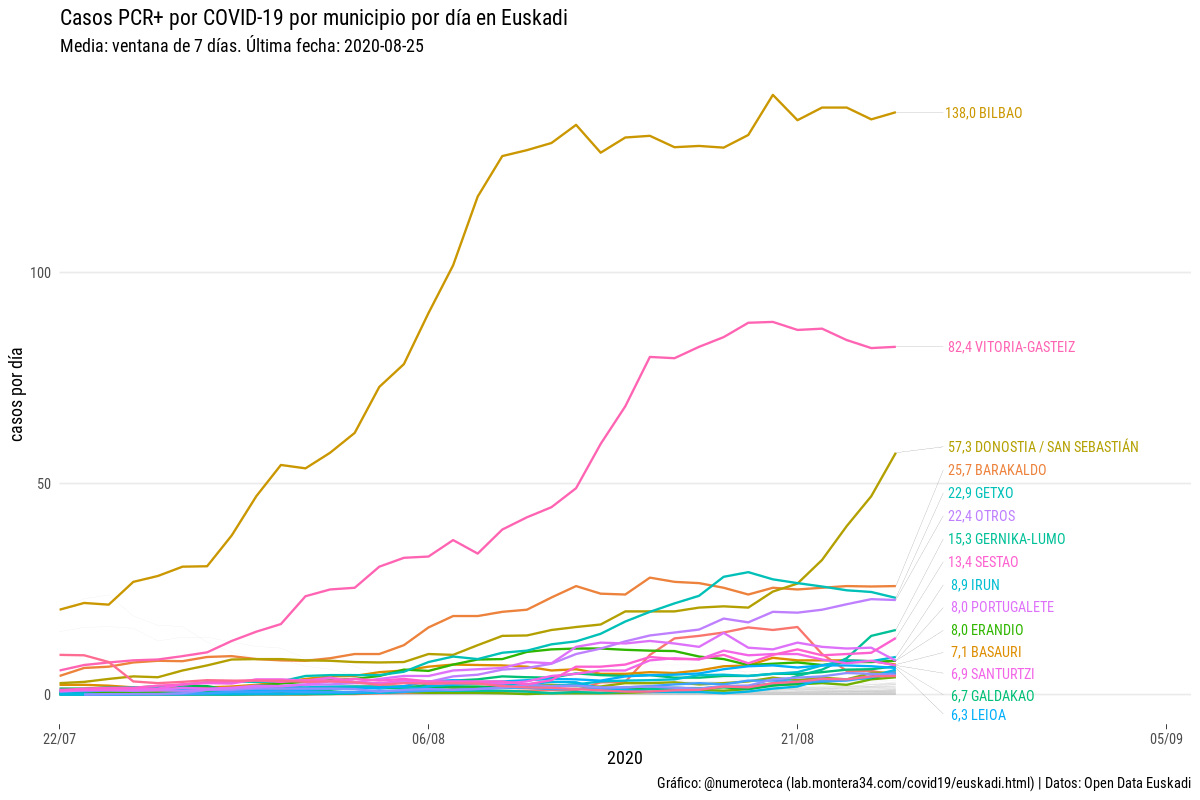 Casos PCR+ por COVID-19 por municipio por día en Euskadi
Media: ventana de 7 días. Última fecha: 2020-08-25
casos por día
100
50
0
138,0 BILBAO
82,4 VITORIA-GASTEIZ
57,3 DONOSTIA / SAN SEBASTIÁN
25,7 BARAKALDO
22,9 GETXO
22,4 OTROS
15,3 GERNIKA-LUMO
13,4 SESTAO
8,9 IRUN
8,0 PORTUGALETE
8,0 ERANDIO
7,1 BASAURI
6,9 SANTURTZI
6,7 GALDAKAO
6,3 LEIOA
22/07
06/08
21/08
05/09
2020
Gráfico: @numeroteca (lab.montera34.com/covid19/euskadi.html) | Datos: Open Data Euskadi